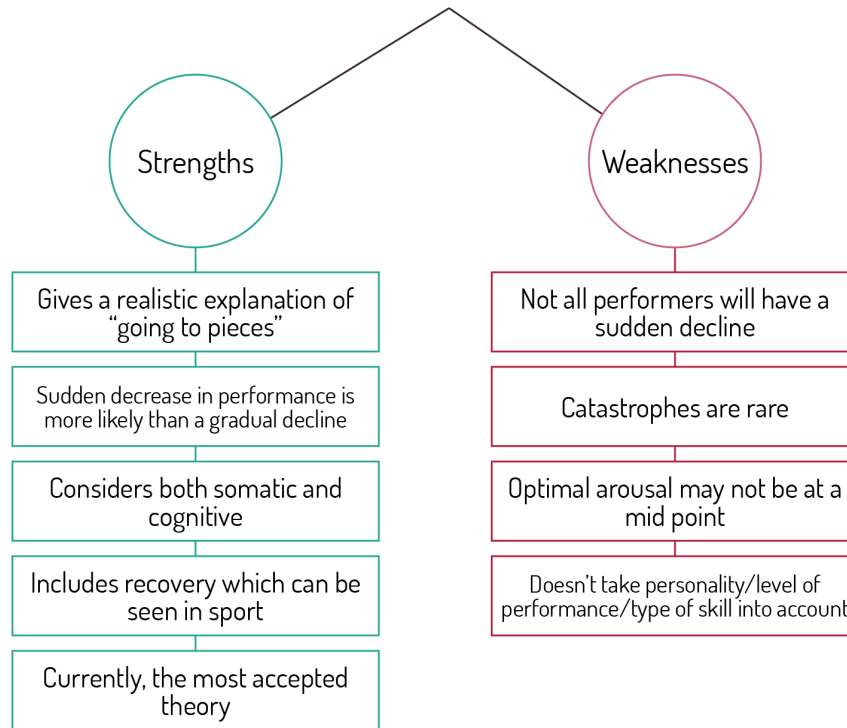 Strengths
Gives a realistic explanation of
“going to pieces”
Sudden decrease in performance is
more likely than a gradual decline
Considers both somatic and
cognitive
Includes recovery which can be
seen in sport
Currently, the most accepted
theory
Weaknesses
Not all performers will have a
sudden decline
Catastrophes are rare
Optimal arousal may not be at a
mid point
Doesn’t take personality/level of
performance/type of skill into account